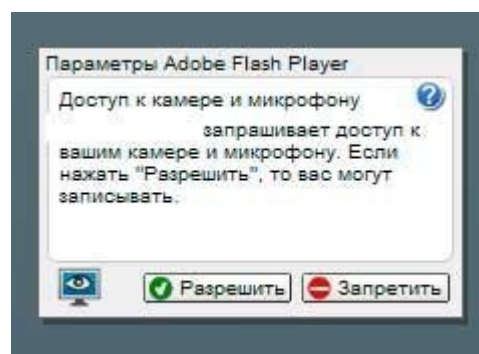 Параметры Adobe Flash Player
Доступ к камере и микрофону
запрашивает доступ к
вашим камере и микрофону. Если
нажать "Разрешить", то вас могут
записывать.
Разрешить
Запретить